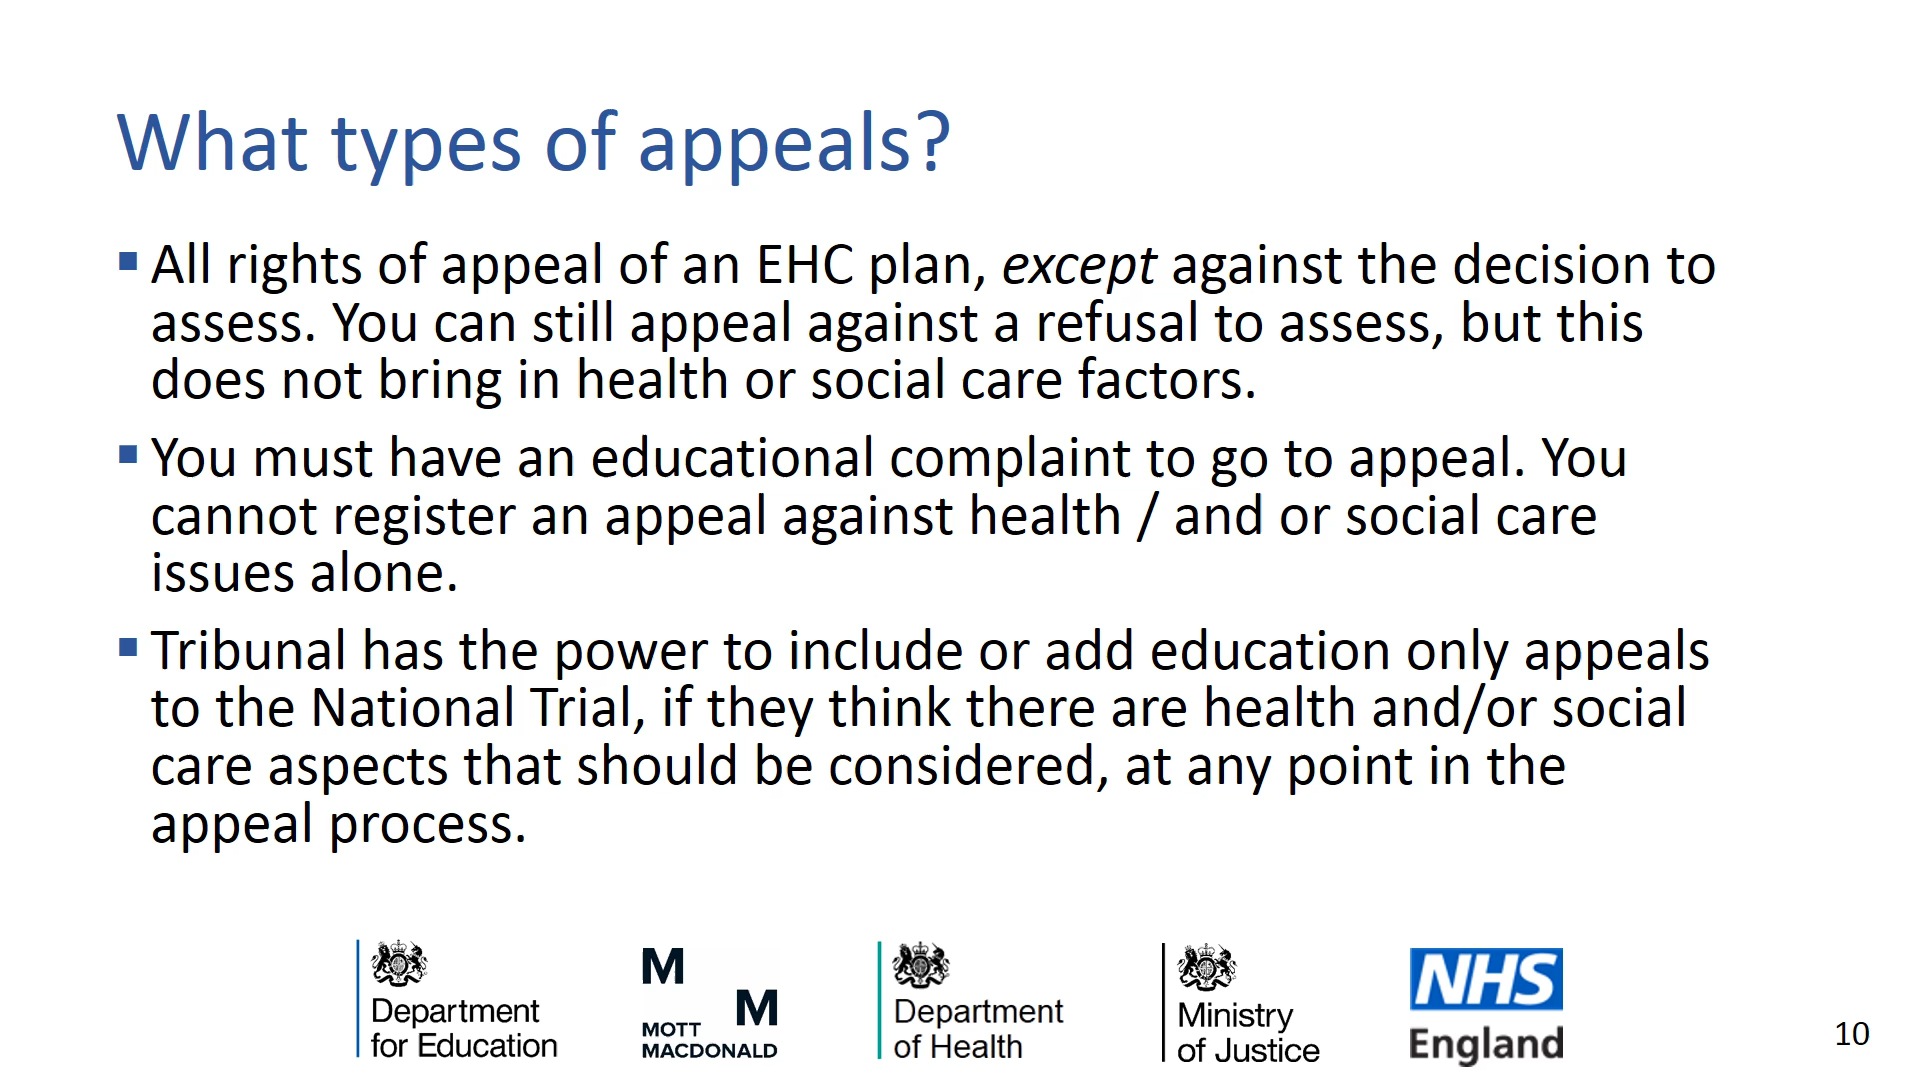 What types of appeals?
▪ All rights of appeal of an EHC plan, except against the decision to
assess. You can still appeal against a refusal to assess, but this
does not bring in health or social care factors.
▪ You must have an educational complaint to go to appeal. You
cannot register an appeal against health / and or social care
issues alone.
▪ Tribunal has the power to include or add education only appeals
to the National Trial, if they think there are health and/or social
care aspects that should be considered, at any point in the
appeal process.
Department
for Education
M
M
MOTT
MACDONALD
Department
of Health
Ministry
of Justice
NHS
England
10